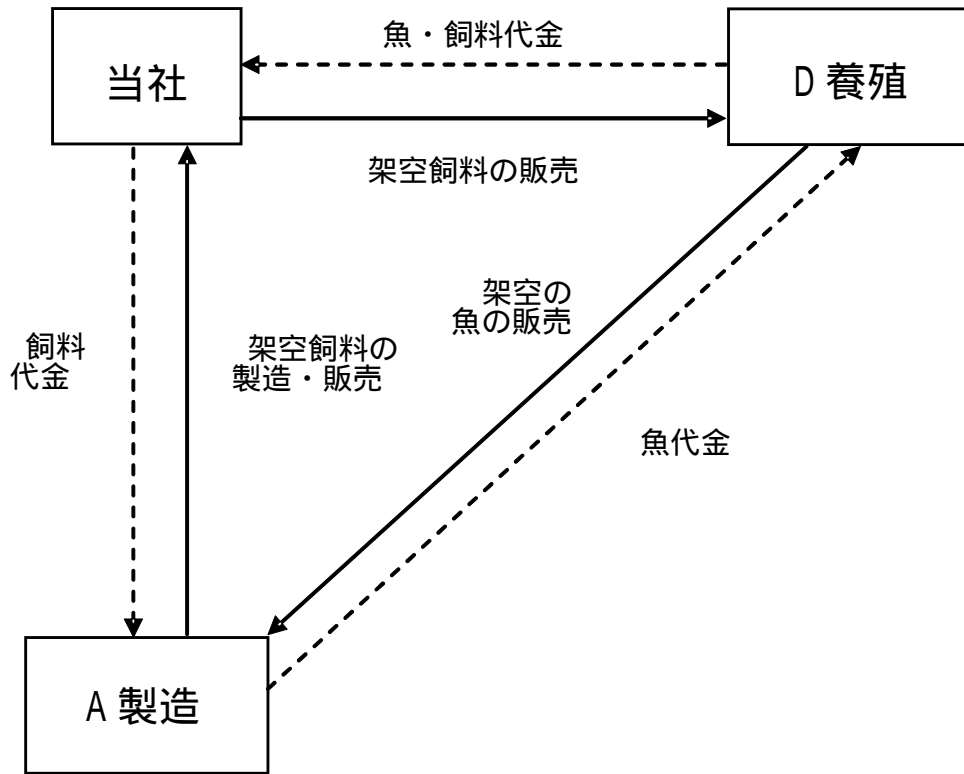 魚・飼料代金
当社
D 養殖
架空飼料の販売
架空の
魚の販売
飼料
代金
架空飼料の
製造・販売
魚代金
A 製造